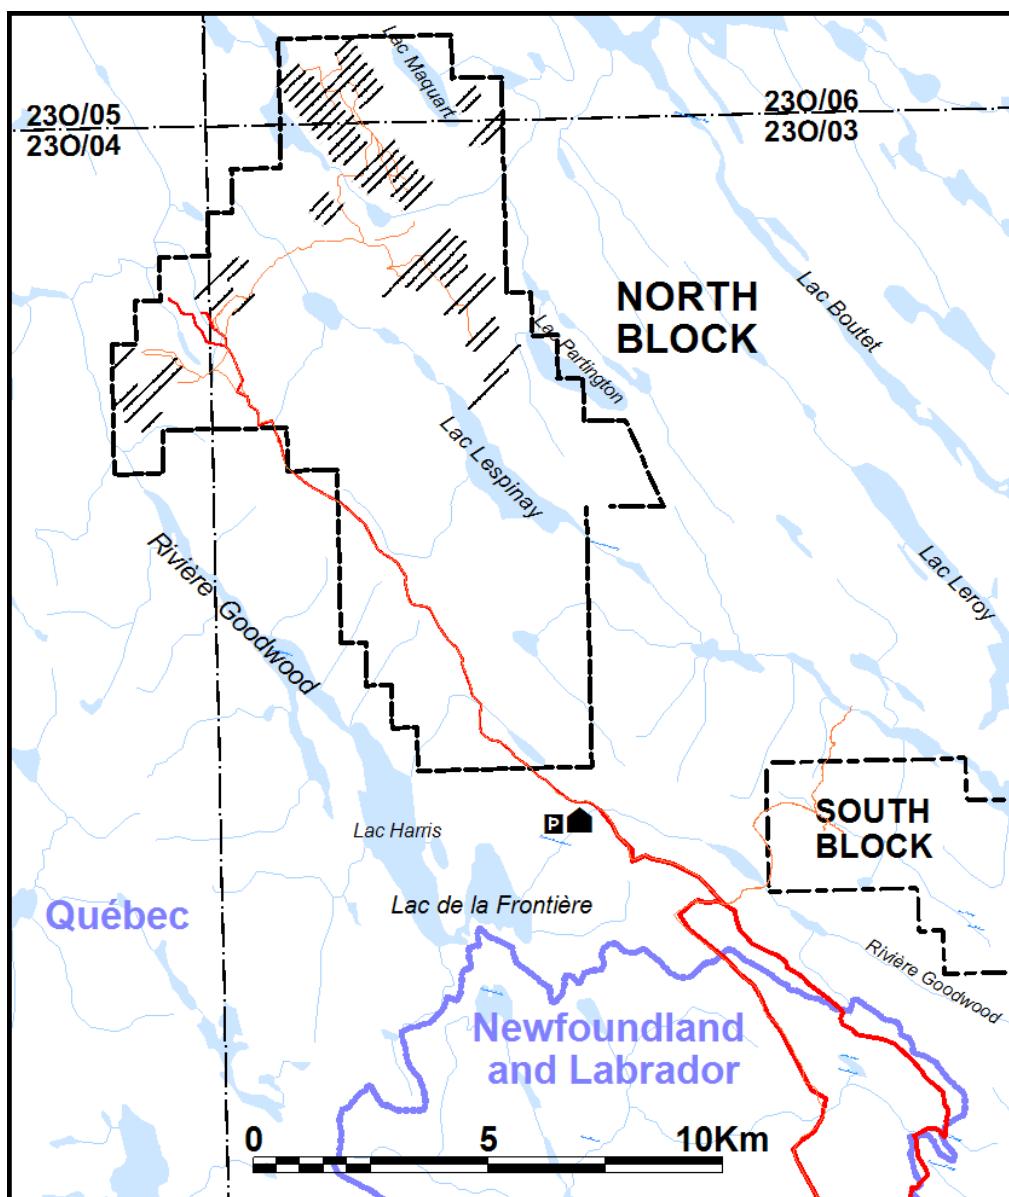 Lac Maquart
23O/05
23O/06
23O/04
23O/03
NORTH
BLOCK
Lac Boutet
Lac Partington
Lac Lespinay
Lac Leroy
Rivière Goodwood
SOUTH
BLOCK
P
Lac Harris
Lac de la Frontière
Québec
Rivière Goodwood
Newfoundland
and Labrador
0 5 10Km